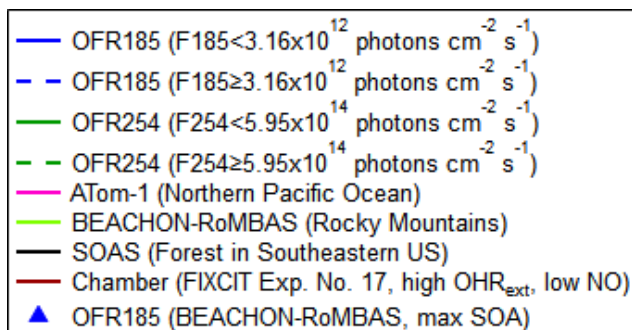 OFR185 (F185<3.16x10^12 photons cm^-2 s^-1)
OFR185 (F185≥3.16x10^12 photons cm^-2 s^-1)
OFR254 (F254<5.95x10^14 photons cm^-2 s^-1)
OFR254 (F254≥5.95x10^14 photons cm^-2 s^-1)
ATom-1 (Northern Pacific Ocean)
BEACHON-RoMBAS (Rocky Mountains)
SOAS (Forest in Southeastern US)
Chamber (FIXCIT Exp. No. 17, high OHR_ext, low NO)
OFR185 (BEACHON-RoMBAS, max SOA)